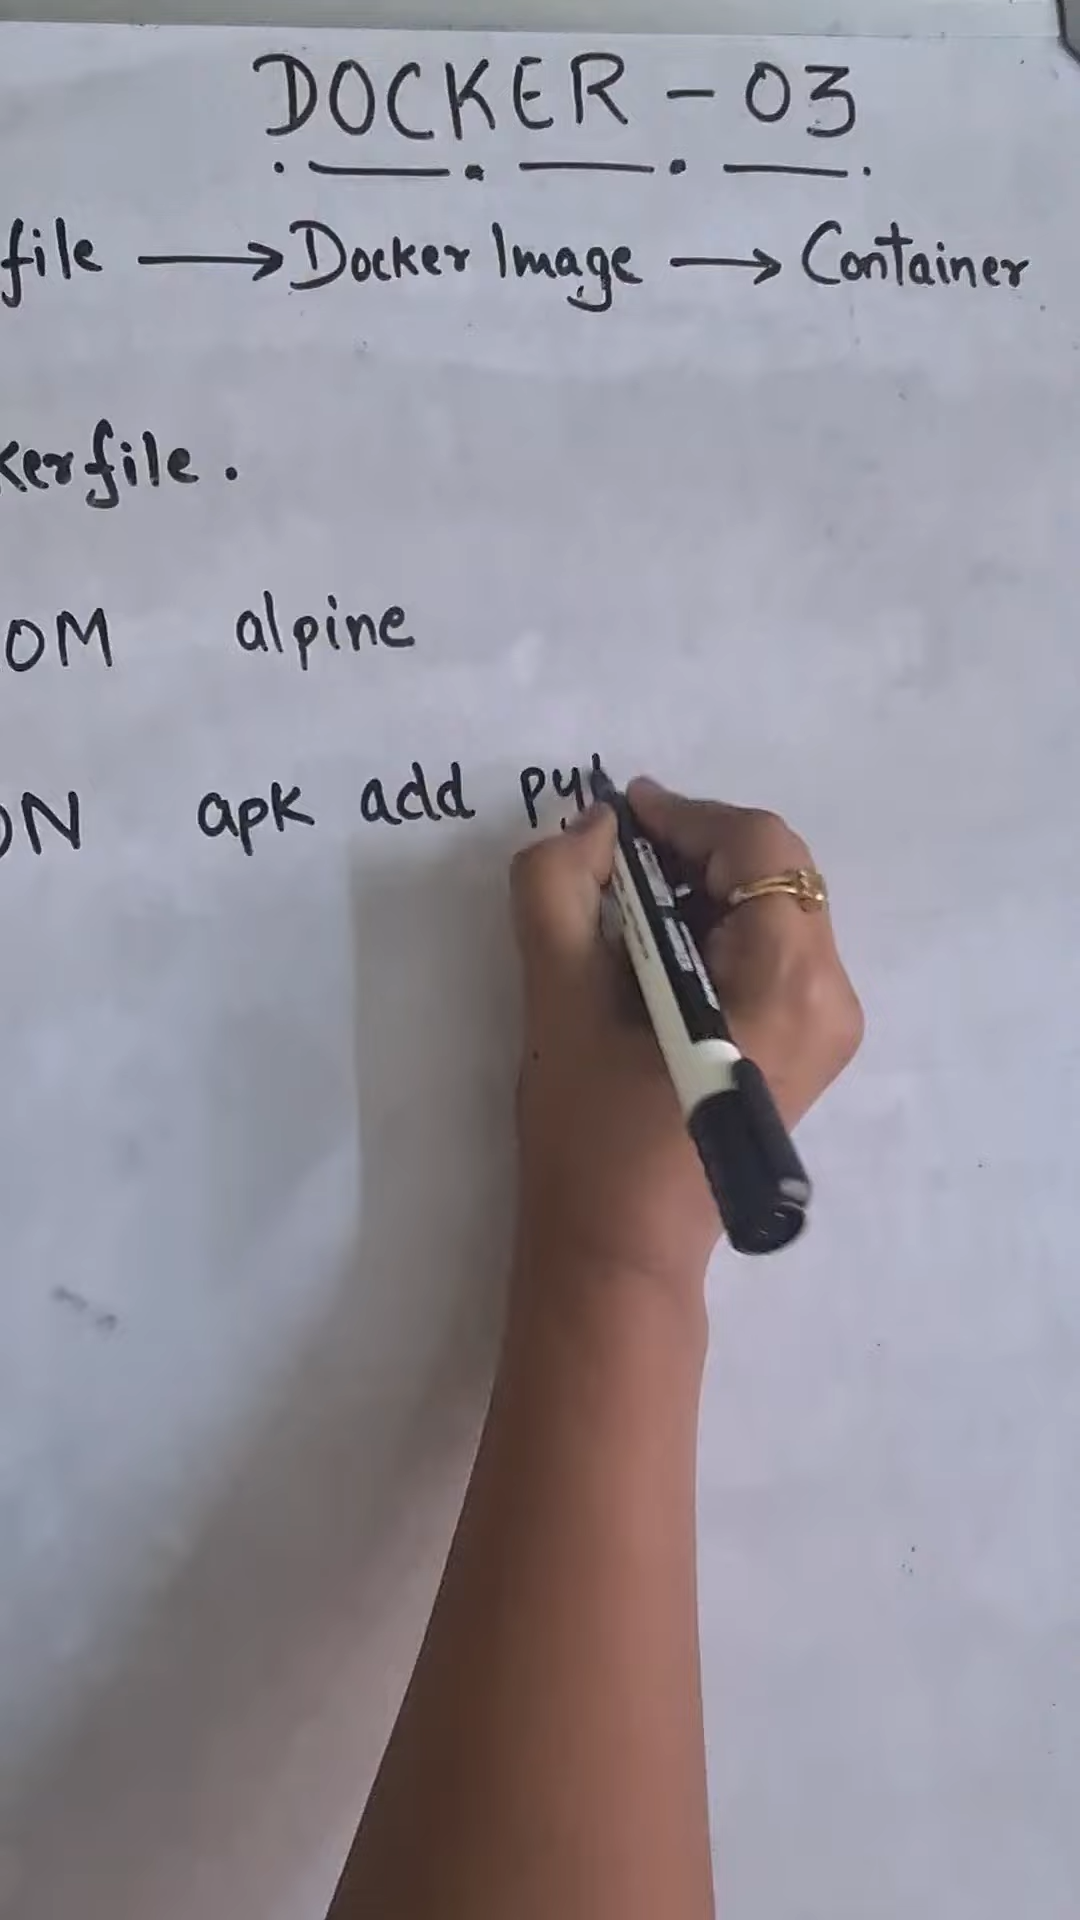 DOCKER - 03
file → Docker Image → Container
kerfile.
OM alpine
ON apk add py